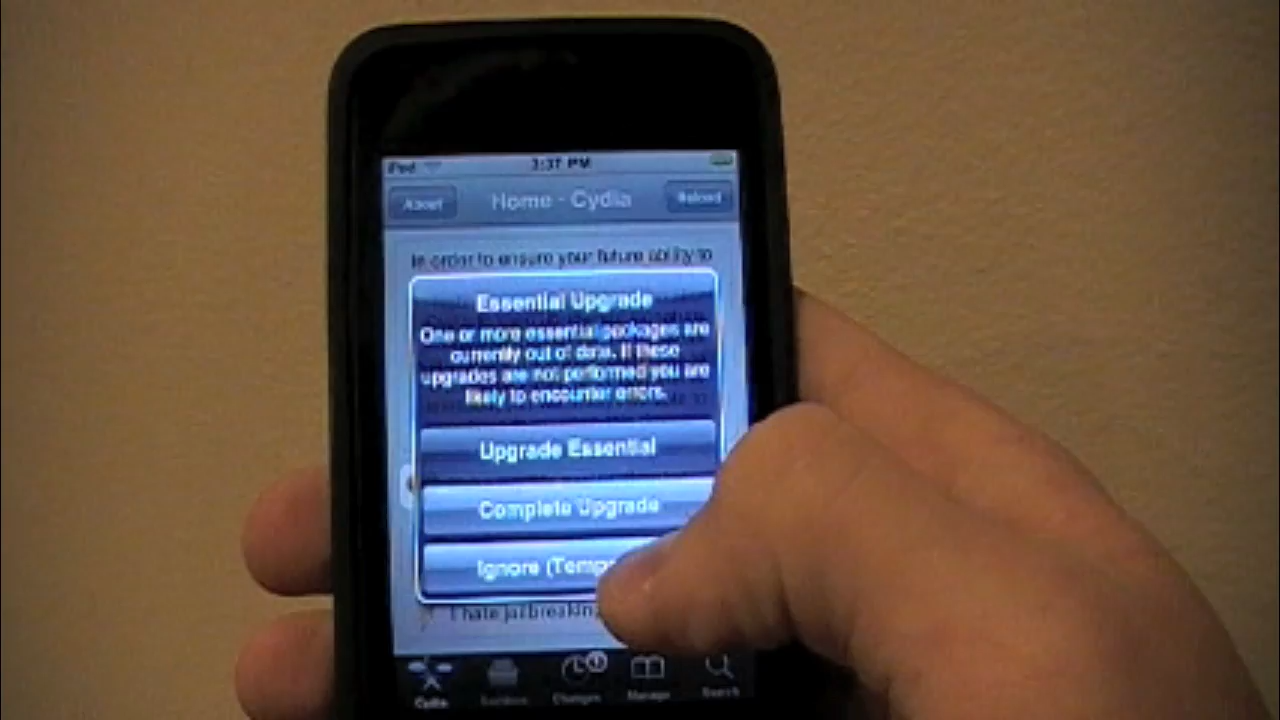 iPod 3:37 PM
About Home - Cydia Reload
In order to ensure your future ability to
Essential Upgrade
One or more essential packages are
currently out of date. If these
upgrades are not performed you are
likely to encounter errors.
Upgrade Essential
Complete Upgrade
Ignore (Temp
I hate jailbreaking
Cydia Sections Changes 1 Manage Search